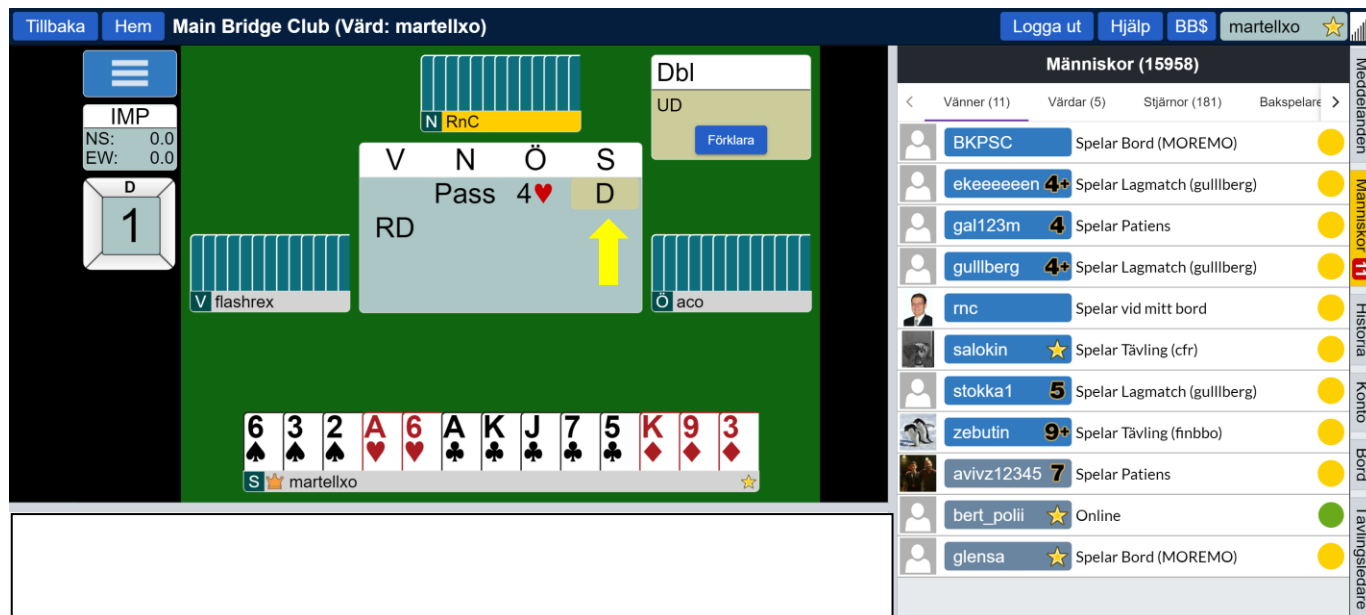 Tillbaka Hem Main Bridge Club (Värd: martellxo) Logga ut Hjälp BB$ martellxo
IMP
NS: 0.0
EW: 0.0
D
1
N RnC
Dbl
UD
Förklara
V N Ö S
Pass 4♥ D
RD
V flashrex
Ö aco
6♠ 3♠ 2♠ A♥ 6♥ A♣ K♣ J♣ 7♣ 5♣ K♦ 9♦ 3♦
S martellxo
Människor (15958)
< Vänner (11) Värdar (5) Stjärnor (181) Bakspelare >
BKPSC Spelar Bord (MOREMO)
ekeeeeeen 4+ Spelar Lagmatch (gulllberg)
gal123m 4 Spelar Patiens
gulllberg 4+ Spelar Lagmatch (gulllberg)
rnc Spelar vid mitt bord
salokin Spelar Tävling (cfr)
stokka1 5 Spelar Lagmatch (gulllberg)
zebutin 9+ Spelar Tävling (finbbo)
avivz12345 7 Spelar Patiens
bert_polii Online
glensa Spelar Bord (MOREMO)
Meddelanden
Människor 11
Historia
Konto
Bord
Tävlingsledare